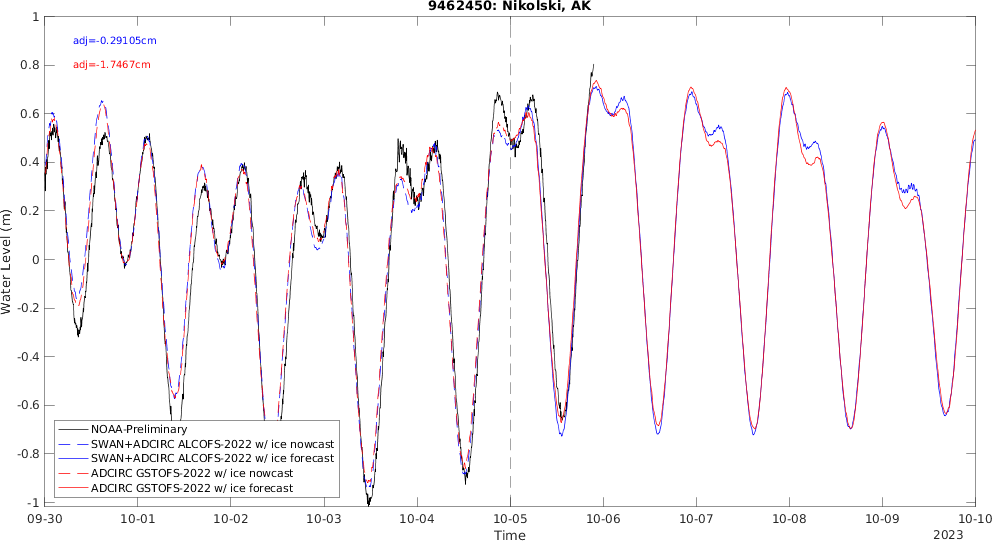 9462450: Nikolski, AK
adj=-0.29105cm
adj=-1.7467cm
Water Level (m)
1
0.8
0.6
0.4
0.2
0
-0.2
-0.4
-0.6
-0.8
-1
NOAA-Preliminary
SWAN+ADCIRC ALCOFS-2022 w/ ice nowcast
SWAN+ADCIRC ALCOFS-2022 w/ ice forecast
ADCIRC GSTOFS-2022 w/ ice nowcast
ADCIRC GSTOFS-2022 w/ ice forecast
09-30 10-01 10-02 10-03 10-04 10-05 10-06 10-07 10-08 10-09 10-10
Time
2023